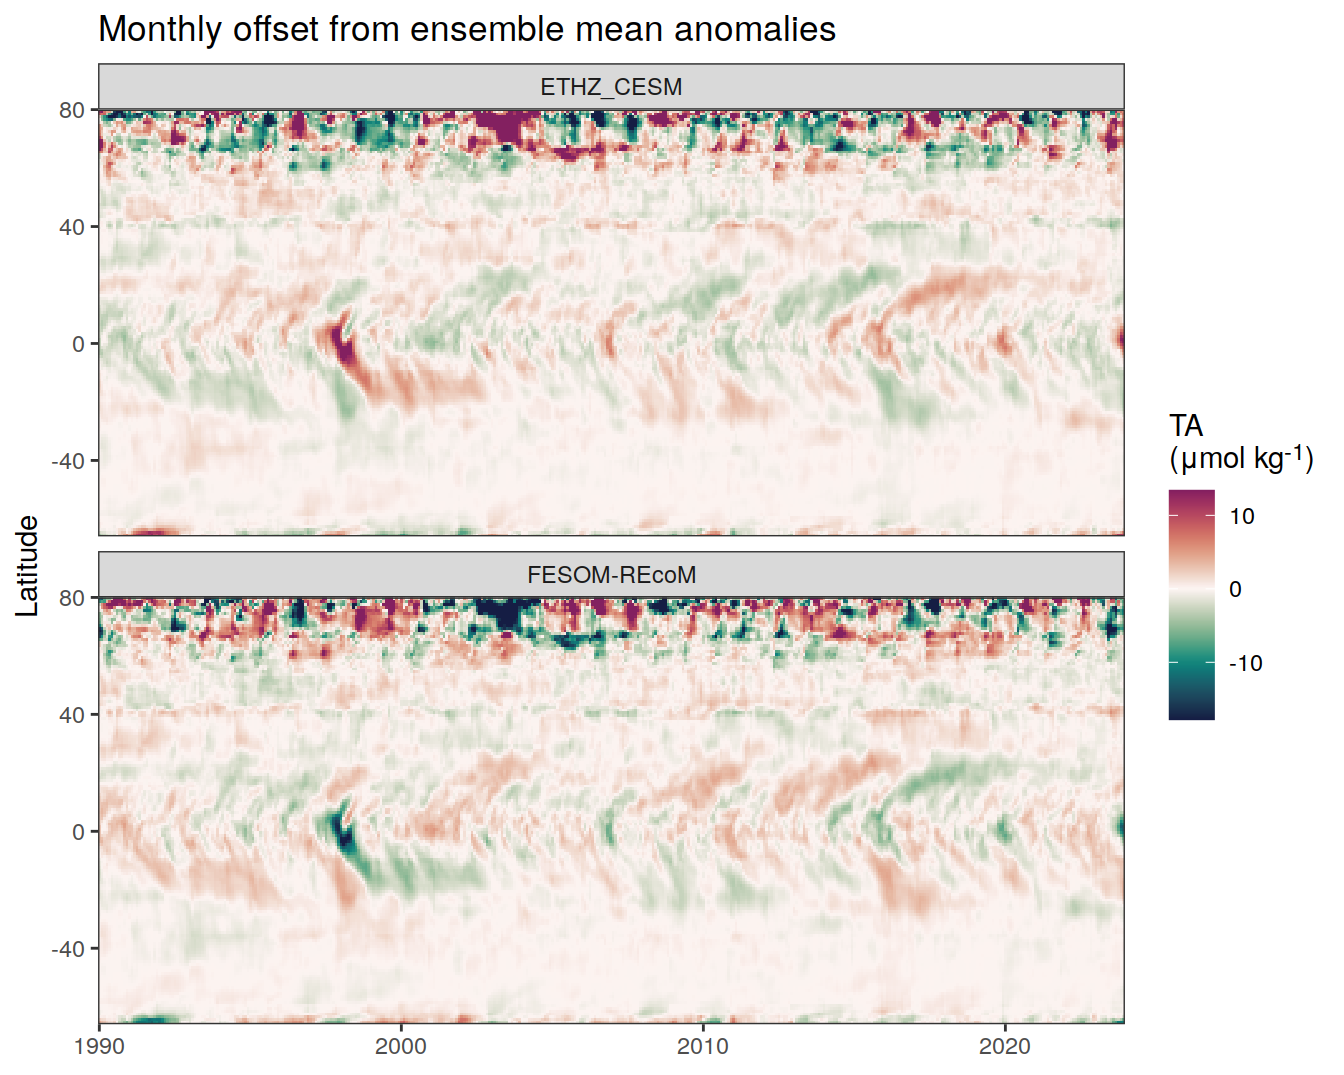 Monthly offset from ensemble mean anomalies
ETHZ_CESM
80
40
0
-40
FESOM-REcoM
80
40
0
-40
Latitude
1990
2000
2010
2020
TA
(µmol kg⁻¹)
10
0
-10